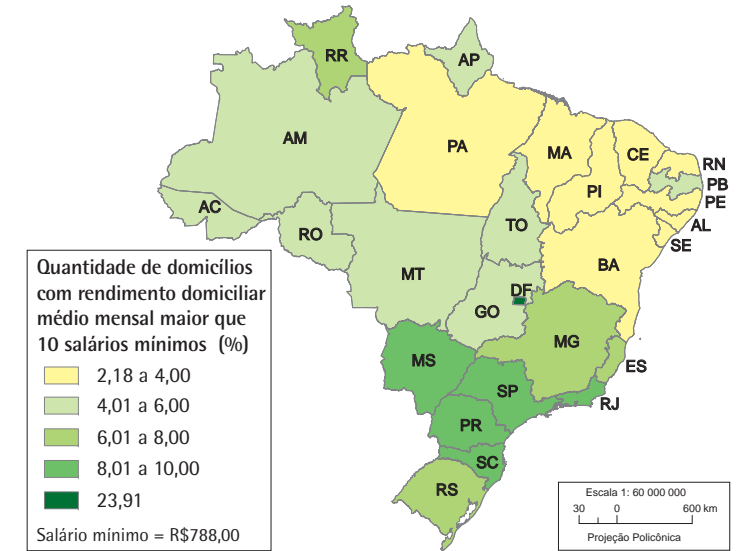 RR
AP
AM
PA
MA
CE
RN
PB
PE
AL
SE
PI
AC
RO
TO
BA
MT
DF
GO
MG
ES
MS
SP
RJ
PR
SC
RS
Quantidade de domicílios
com rendimento domiciliar
médio mensal maior que
10 salários mínimos (%)
2,18 a 4,00
4,01 a 6,00
6,01 a 8,00
8,01 a 10,00
23,91
Salário mínimo = R$788,00
Escala 1: 60 000 000
30 0 600 km
Projeção Policônica